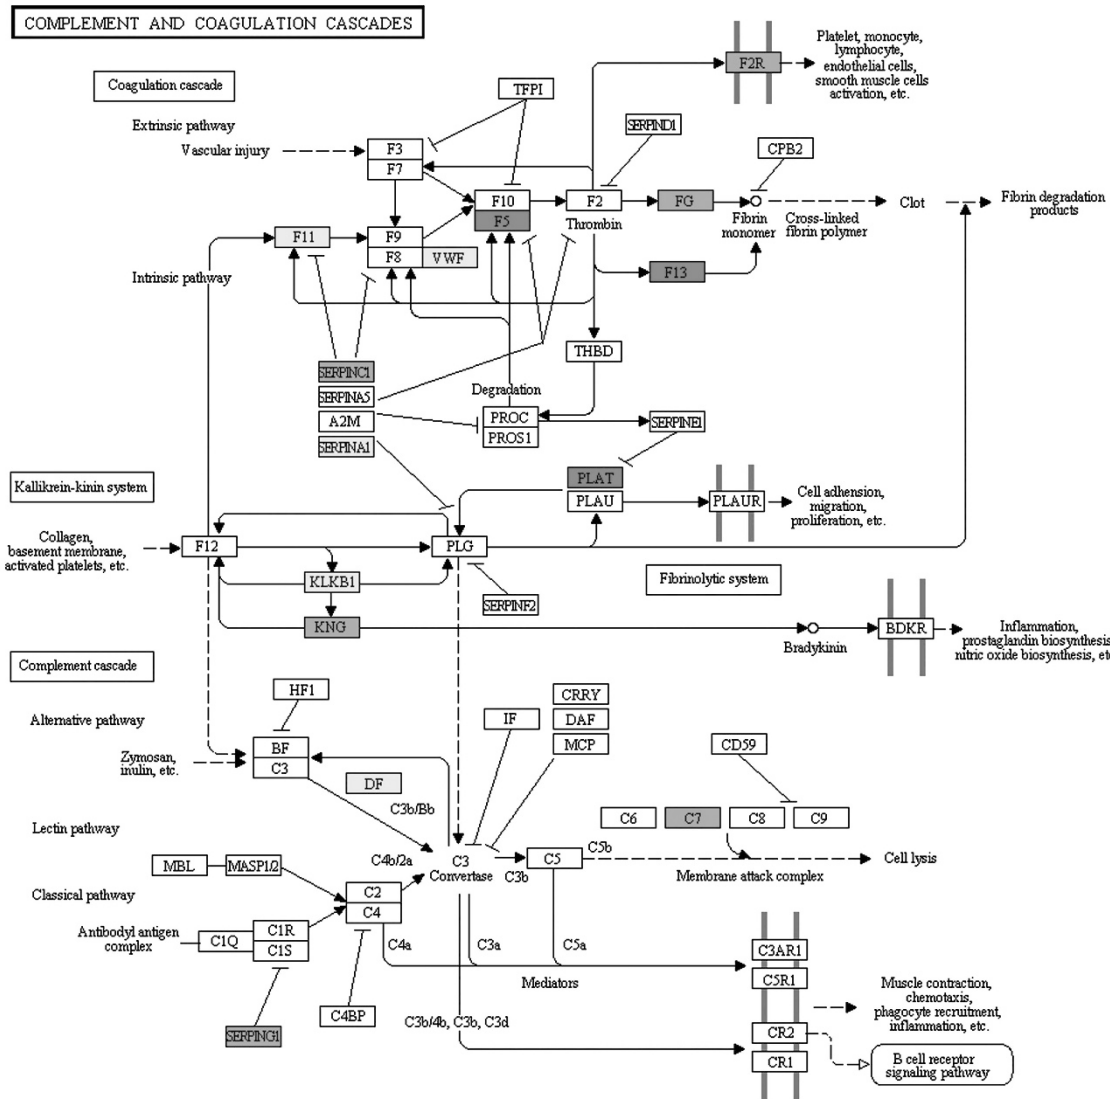 COMPLEMENT AND COAGULATION CASCADES
Platelet, monocyte,
lymphocyte,
endothelial cells,
smooth muscle cells
activation, etc.
F2R
Coagulation cascade
TFPI
Extrinsic pathway
SERPIND1
Vascular injury
F3
F7
CPB2
F10
F5
F2
Thrombin
FG
Fibrin
monomer
Cross-linked
fibrin polymer
Clot
Fibrin degradation
products
F11
F9
F8
VWF
F13
Intrinsic pathway
THBD
SERPINC1
SERPINA5
A2M
SERPINA1
Degradation
PROC
PROS1
SERPINE1
Kallikrein-kinin system
PLAT
PLAU
PLAUR
Cell adhension,
migration,
proliferation, etc.
Collagen,
basement membrane,
activated platelets, etc.
F12
PLG
KLKB1
Fibrinolytic system
SERPINF2
KNG
Bradykinin
BDKR
Inflammation,
prostaglandin biosynthesis
nitric oxide biosynthesis, et
Complement cascade
HF1
CRRY
DAF
MCP
IF
Alternative pathway
CD59
Zymosan,
inulin, etc.
BF
C3
DF
C3b/Bb
C6
C7
C8
C9
Lectin pathway
C4b/2a
C3
Convertase
C3b
C5
C5b
Membrane attack complex
Cell lysis
MBL
MASP1/2
Classical pathway
C2
C4
Antibodyl antigen
complex
C1Q
C1R
C1S
C4a
C3a
C5a
Mediators
C3AR1
C5R1
Muscle contraction,
chemotaxis,
phagocyte recruitment,
inflammation, etc.
C4BP
SERPING1
C3b/4b, C3b, C3d
CR2
CR1
B cell receptor
signaling pathway